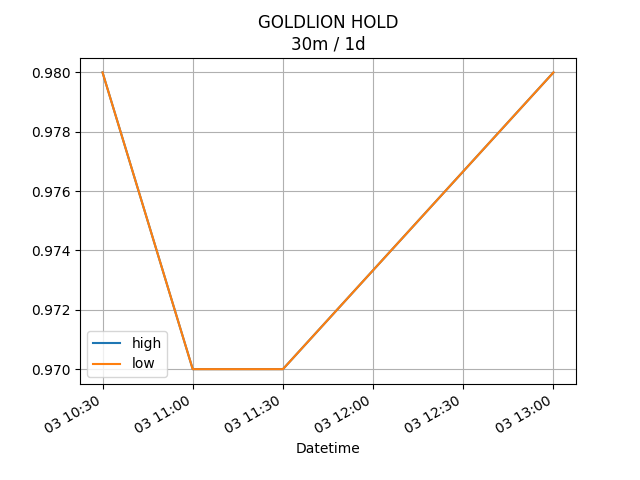 GOLDLION HOLD
30m / 1d
0.980
0.978
0.976
0.974
0.972
0.970
high
low
03 10:30
03 11:00
03 11:30
03 12:00
03 12:30
03 13:00
Datetime